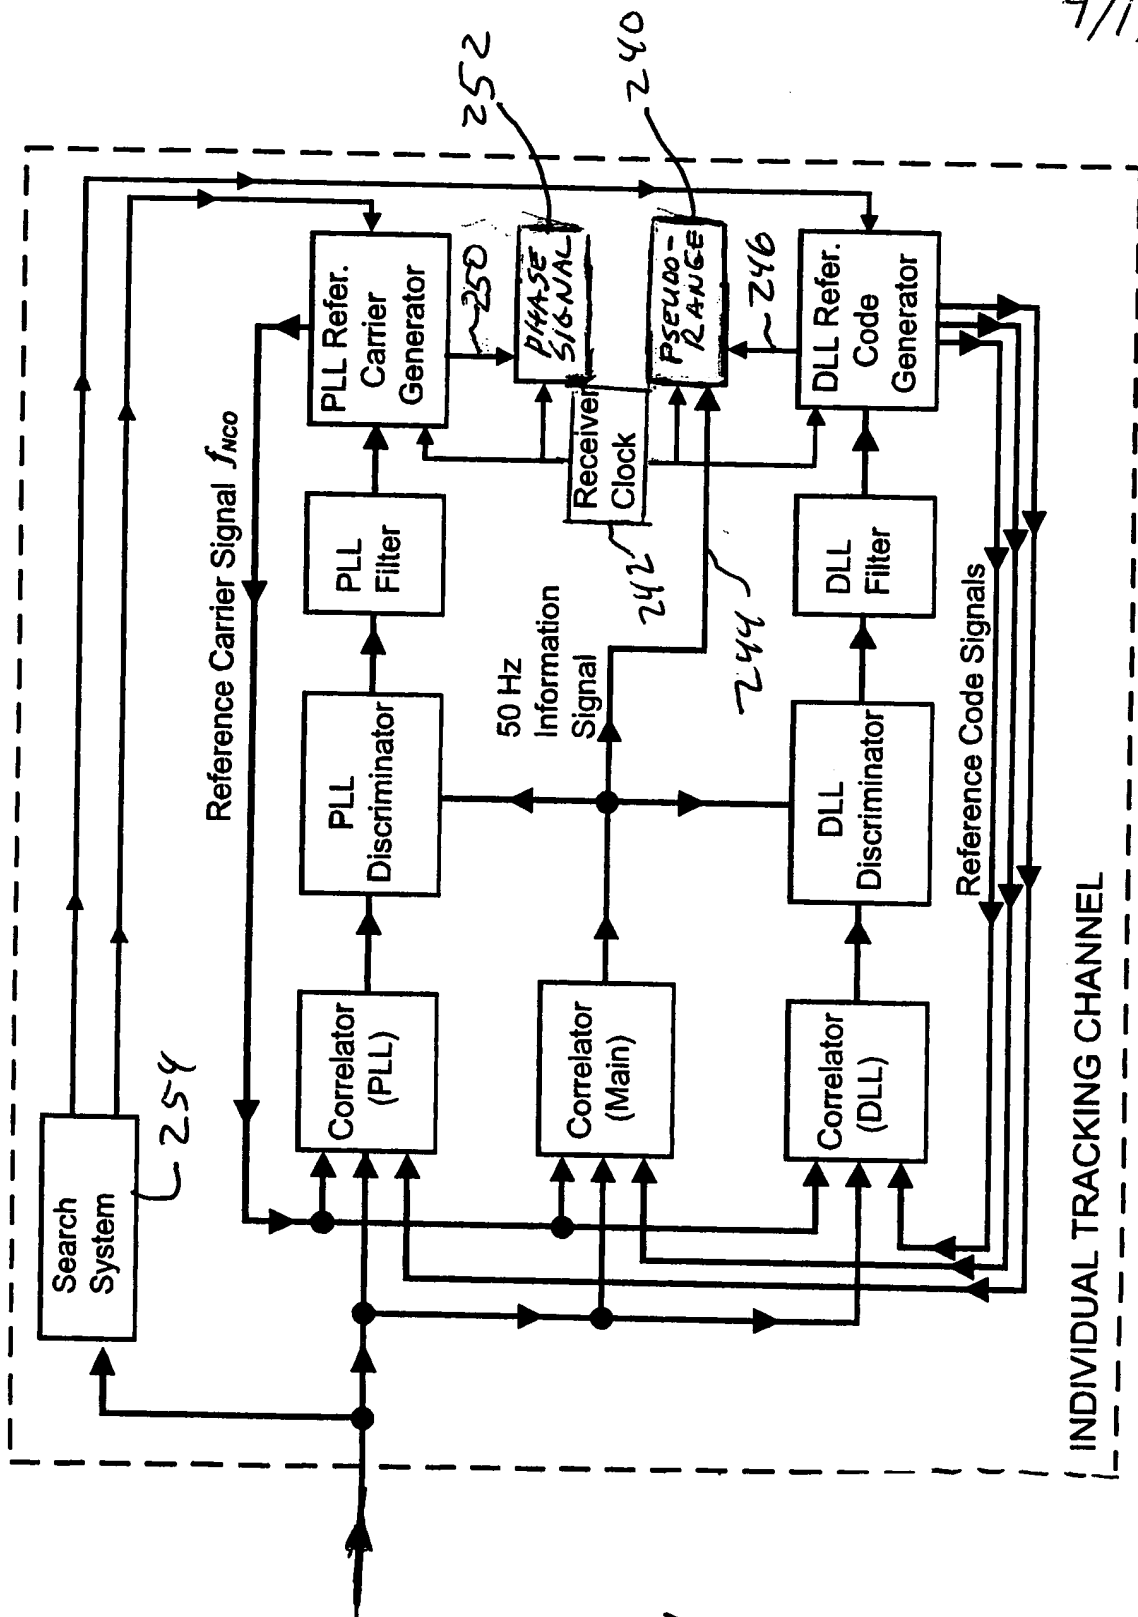 Search
System
254
Reference Carrier Signal fNCO
Correlator
(PLL)
PLL
Discriminator
PLL
Filter
PLL Refer.
Carrier
Generator
250
252
PHASE
SIGNAL
Correlator
(Main)
50 Hz
Information
Signal
Receiver
Clock
242
244
PSEUDO-
RANGE
240
246
Correlator
(DLL)
DLL
Discriminator
DLL
Filter
DLL Refer.
Code
Generator
Reference Code Signals
INDIVIDUAL TRACKING CHANNEL